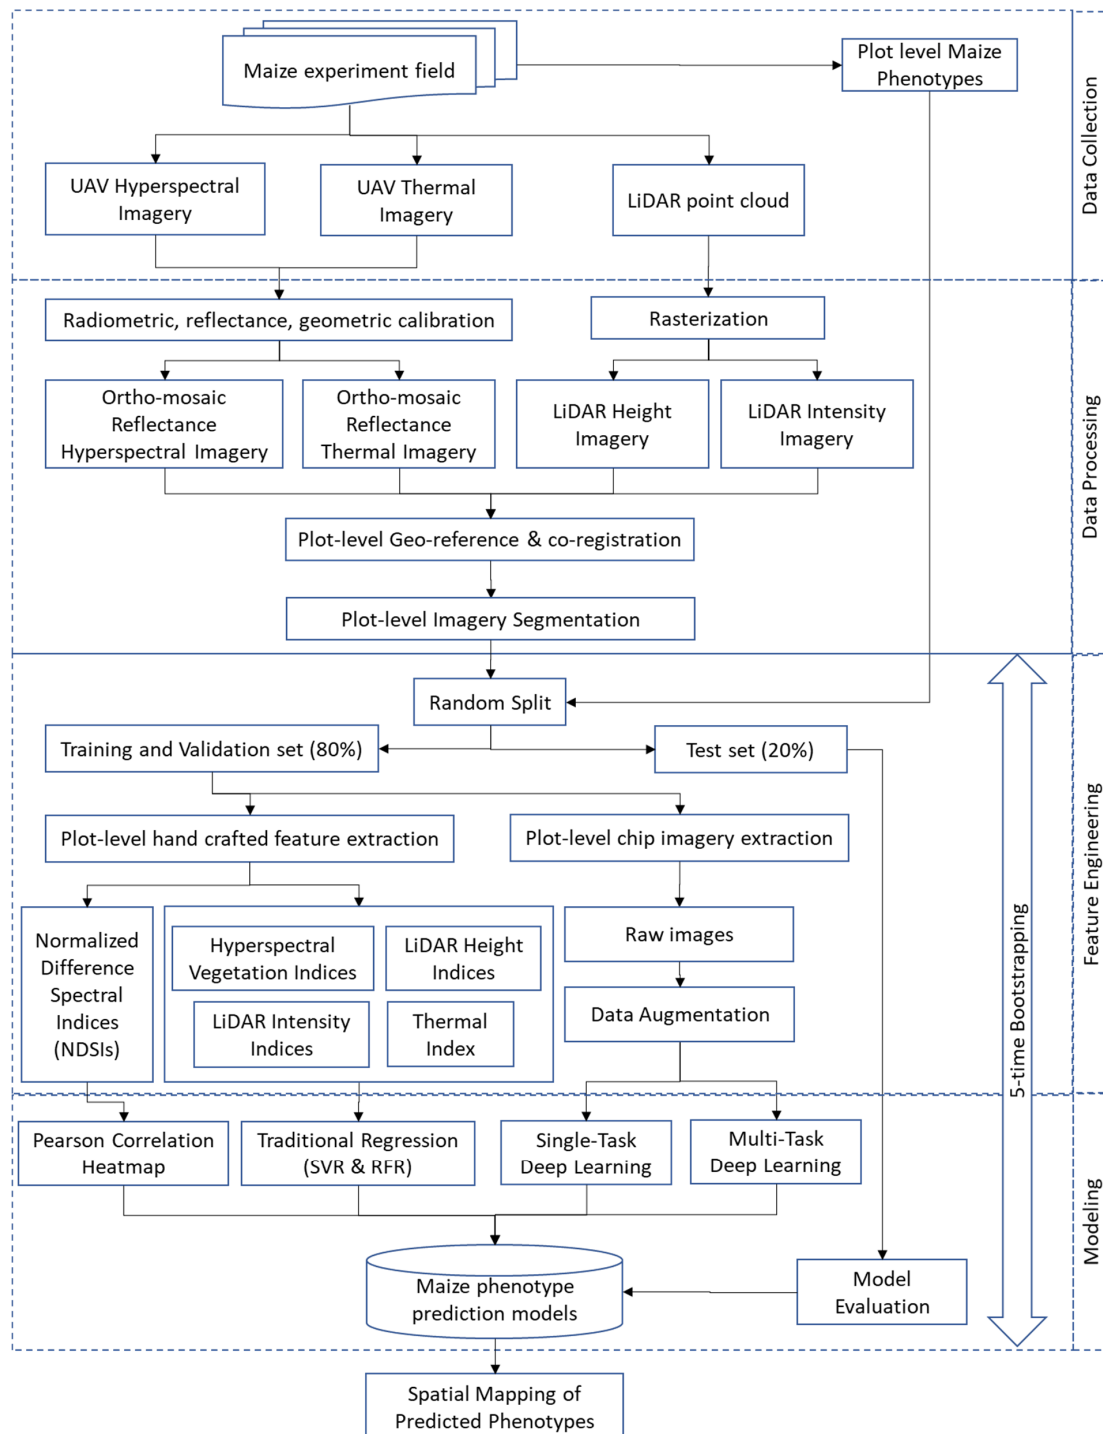 Maize experiment field
Plot level Maize
Phenotypes
Data Collection
UAV Hyperspectral
Imagery
UAV Thermal
Imagery
LiDAR point cloud
Radiometric, reflectance, geometric calibration
Rasterization
Data Processing
Ortho-mosaic
Reflectance
Hyperspectral Imagery
Ortho-mosaic
Reflectance
Thermal Imagery
LiDAR Height
Imagery
LiDAR Intensity
Imagery
Plot-level Geo-reference & co-registration
Plot-level Imagery Segmentation
Random Split
Training and Validation set (80%)
Test set (20%)
Feature Engineering
Plot-level hand crafted feature extraction
Plot-level chip imagery extraction
5-time Bootstrapping
Normalized
Difference
Spectral
Indices
(NDSIs)
Hyperspectral
Vegetation Indices
LiDAR Height
Indices
LiDAR Intensity
Indices
Thermal
Index
Raw images
Data Augmentation
Pearson Correlation
Heatmap
Traditional Regression
(SVR & RFR)
Single-Task
Deep Learning
Multi-Task
Deep Learning
Modeling
Maize phenotype
prediction models
Model
Evaluation
Spatial Mapping of
Predicted Phenotypes